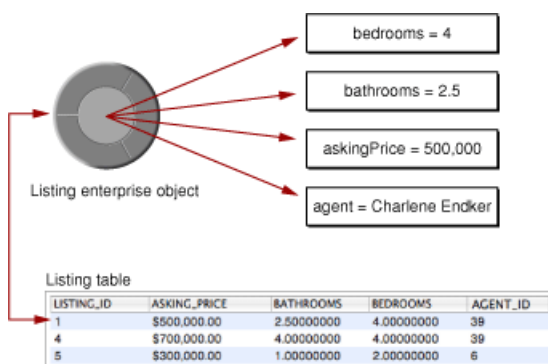 bedrooms = 4
bathrooms = 2.5
askingPrice = 500,000
agent = Charlene Endker
Listing enterprise object
Listing table
LISTING_ID ASKING_PRICE BATHROOMS BEDROOMS AGENT_ID
1 $500,000.00 2.50000000 4.00000000 39
4 $700,000.00 4.00000000 4.00000000 39
5 $300,000.00 1.00000000 2.00000000 6